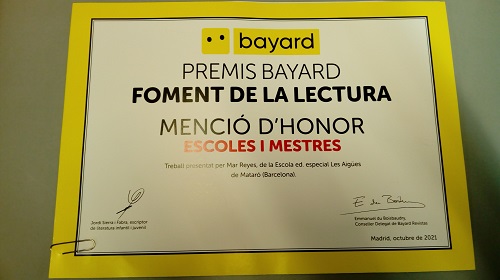 bayard
PREMIS BAYARD
FOMENT DE LA LECTURA
MENCIÓ D'HONOR
ESCOLES I MESTRES
Treball presentat per Mar Reyes, de la Escola ed. especial Les Aigües
de Mataró (Barcelona).
Jordi Sierra i Fabra, escriptor
de literatura infantil i juvenil
Emmanuel du Boisbaudry,
Conseller Delegat de Bayard Revistas
Madrid, octubre de 2021